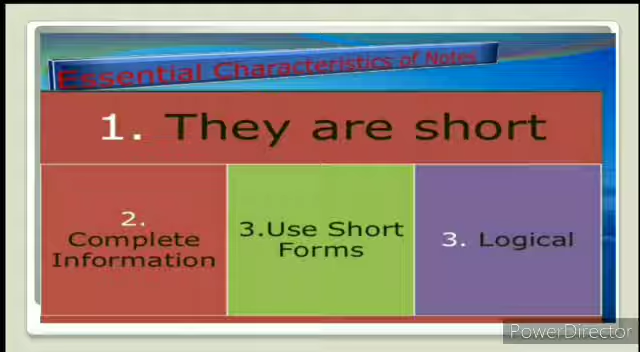 Essential Characteristics of Notes
1. They are short
2.
Complete
Information
3.Use Short
Forms
3. Logical
PowerDirector